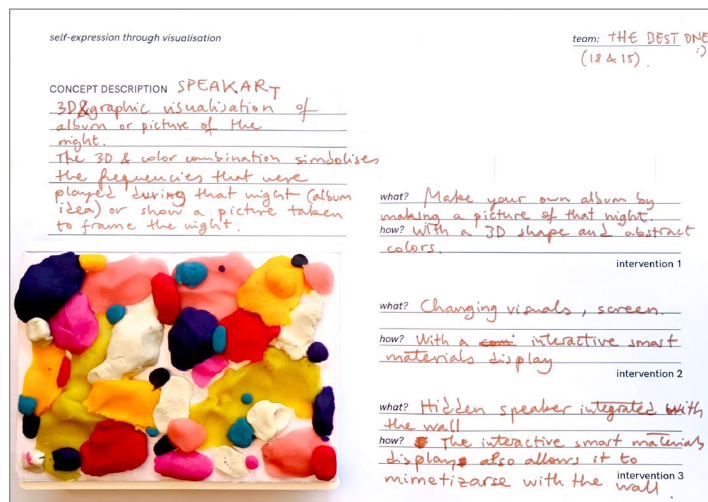 self-expression through visualisation
team: THE BEST ONE :)
(18 & 15).
CONCEPT DESCRIPTION SPEAKART
3D & graphic visualisation of
album or picture of the
night.
The 3D & color combination simbolises
the frequencies that were
played during that night (album
idea) or show a picture taken
to frame the night.
what? Make your own album by
making a picture of that night.
how? With a 3D shape and abstract
colors.
intervention 1
what? Changing visuals, screen.
how? With a interactive smart
materials display
intervention 2
what? Hidden speaker integrated with
the wall
how? The interactive smart materials
display also allows it to
mimetizarse with the wall.
intervention 3